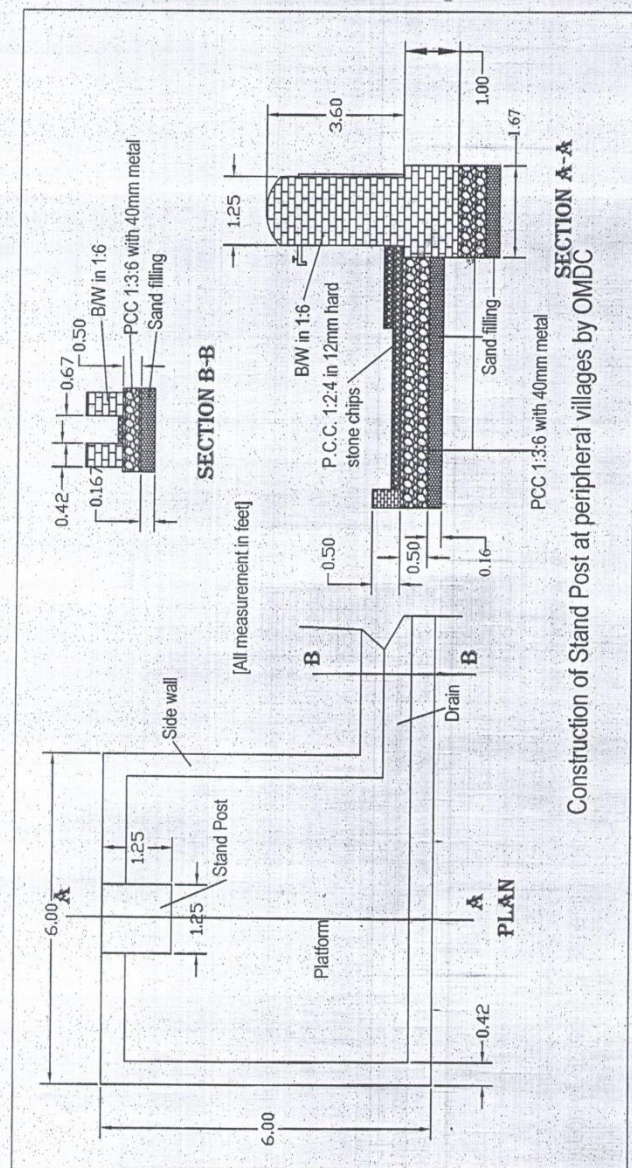 6.00
A
1.25
Stand Post
1.25
Side wall
Platform
6.00
0.42
A
PLAN
Drain
B
B
[All measurement in feet]
0.42
0.67
0.50
0.167
B/W in 1:6
PCC 1:3:6 with 40mm metal
Sand filling
SECTION B-B
1.25
3.60
1.00
1.67
B/W in 1:6
P.C.C. 1:2:4 in 12mm hard
stone chips
0.50
0.50
0.16
Sand filling
PCC 1:3:6 with 40mm metal
SECTION A-A
Construction of Stand Post at peripheral villages by OMDC